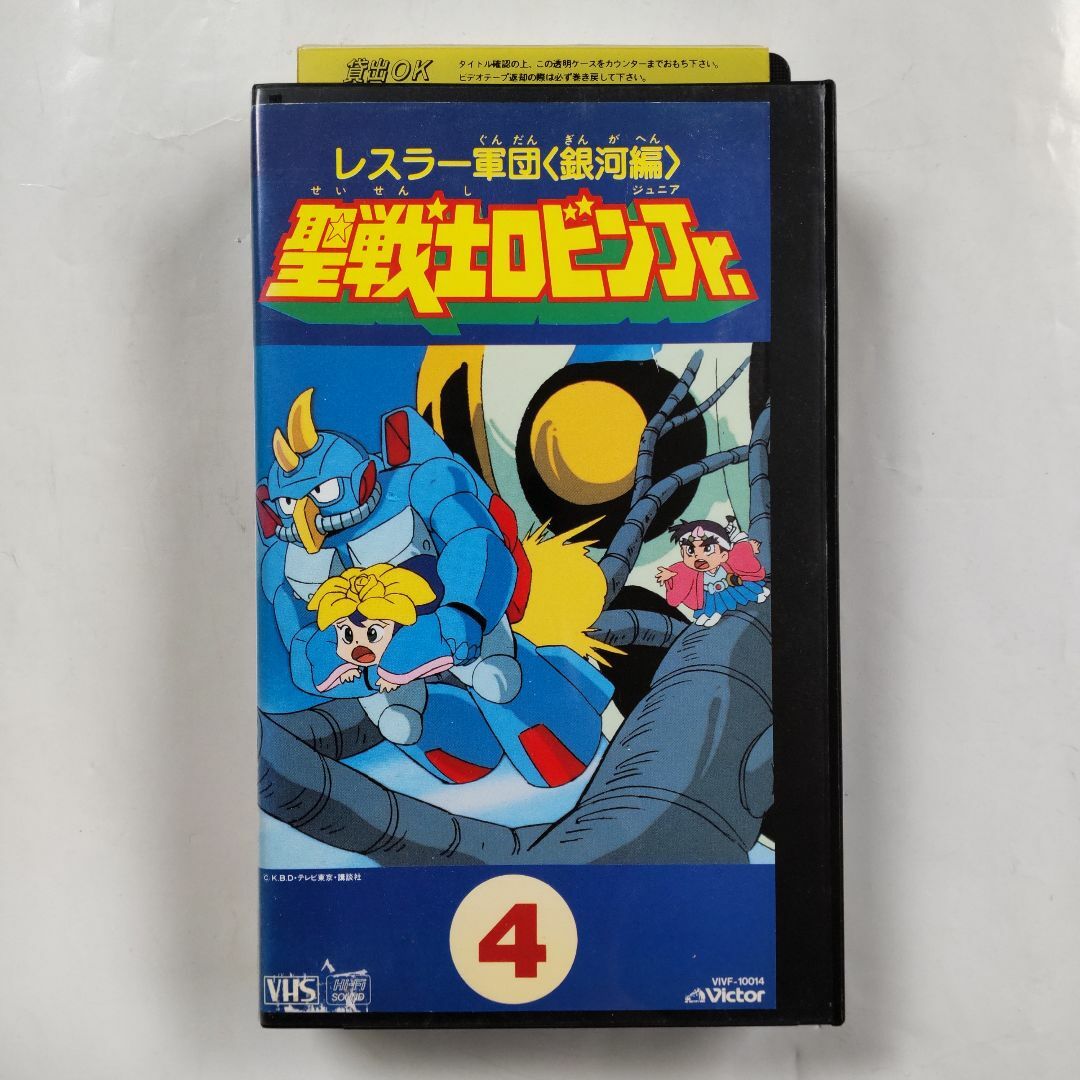 貸出OK
タイトル確認の上、この透明ケースをカウンターまでおもち下さい。
ビデオテープ返却の際は必ず巻き戻して下さい。
ぐんだん ぎんがへん
レスラー軍団〈銀河編〉
せいせんし ジュニア
聖戦士ロビンJr.
©K.B.D・テレビ東京・講談社
4
VHS
Hi-Fi
SOUND
VIVF-10014
Victor